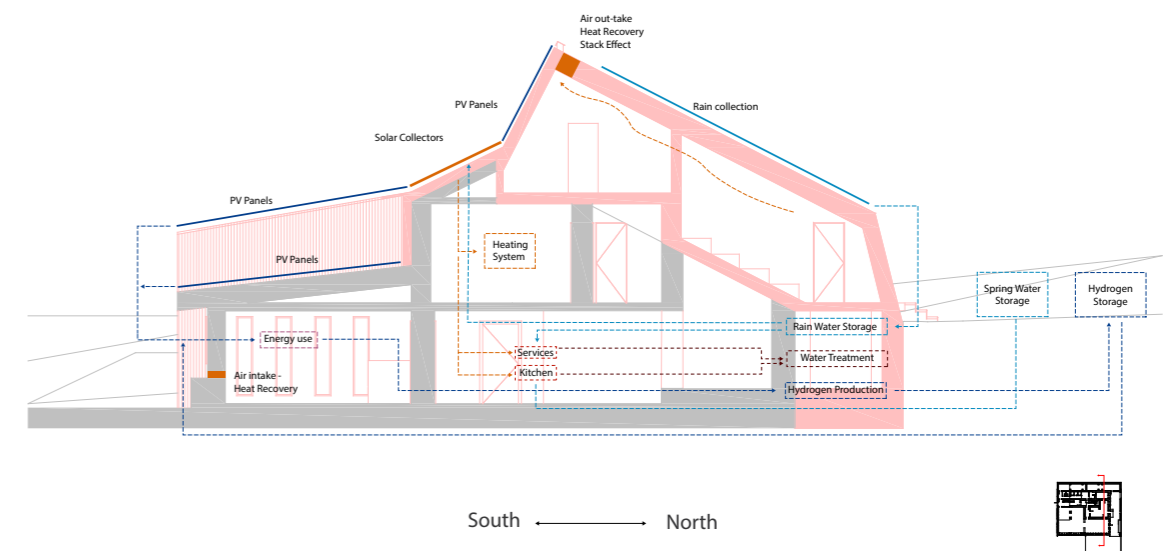 Air out-take
Heat Recovery
Stack Effect
PV Panels
Rain collection
Solar Collectors
PV Panels
Heating
System
PV Panels
Spring Water
Storage
Hydrogen
Storage
Rain Water Storage
Energy use
Services
Water Treatment
Kitchen
Air intake -
Heat Recovery
Hydrogen Production
South
North